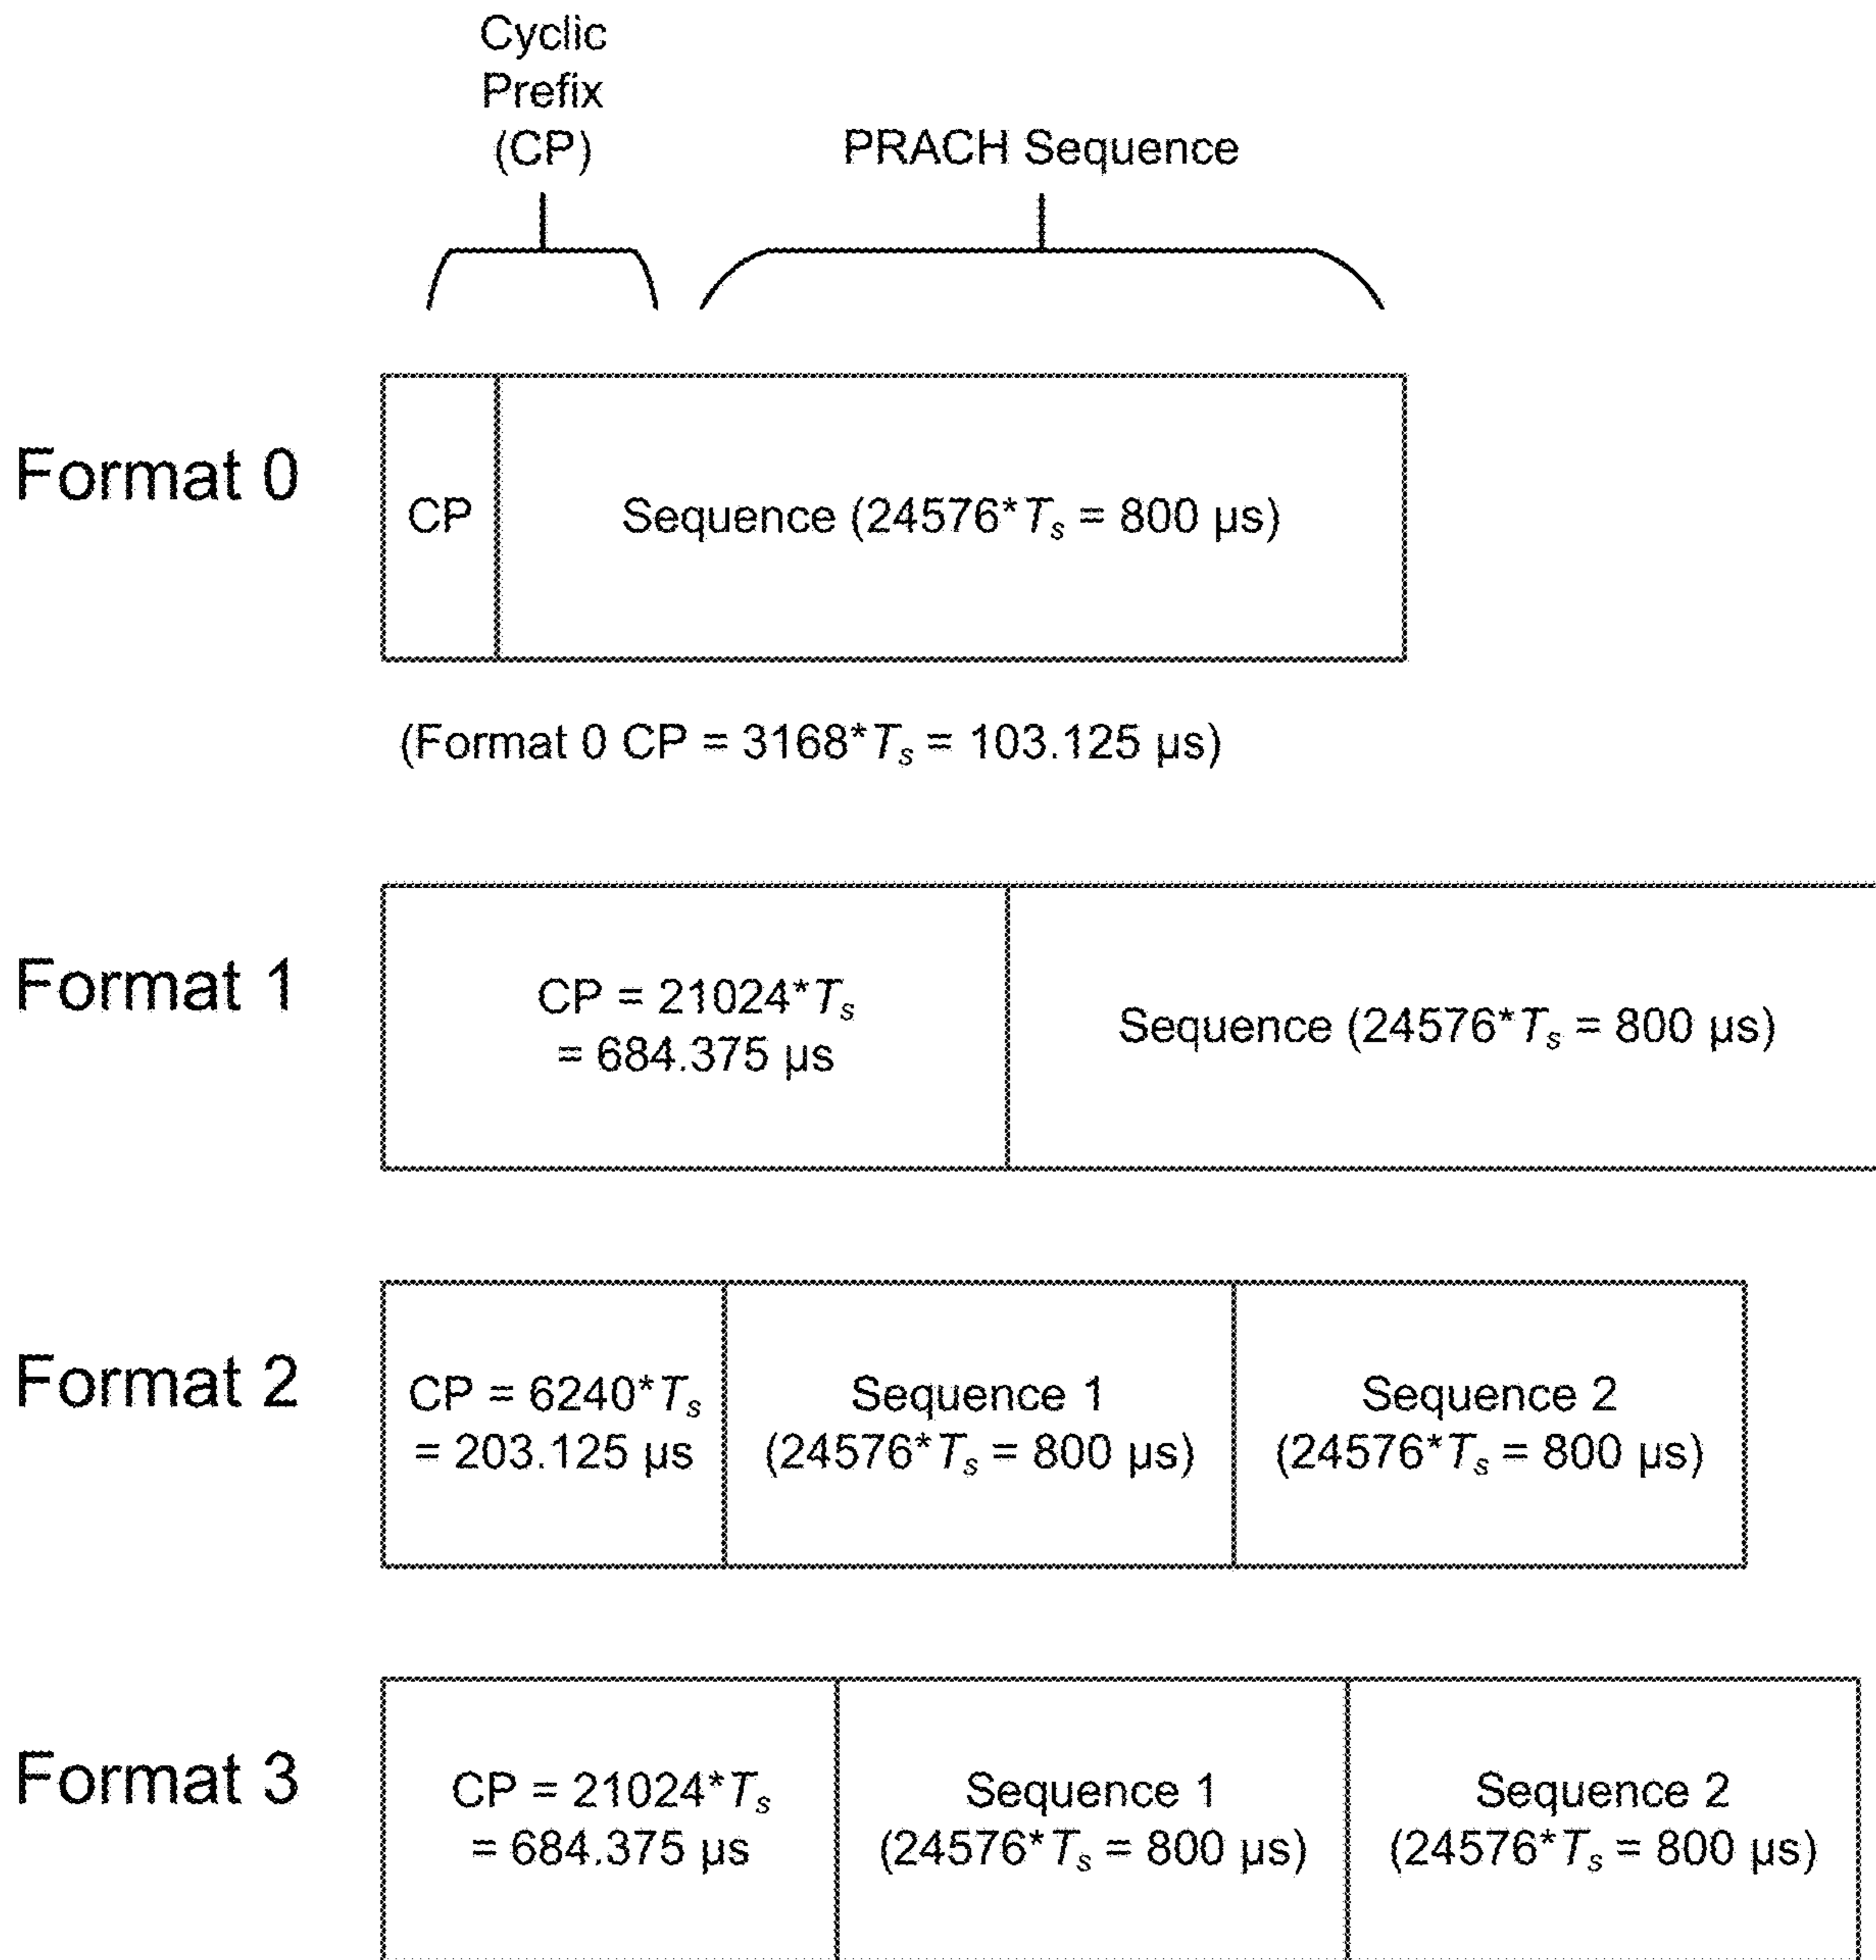 Cyclic
Prefix
(CP)
PRACH Sequence
Format 0
CP
Sequence (24576*Ts = 800 µs)
(Format 0 CP = 3168*Ts = 103.125 µs)
Format 1
CP = 21024*Ts
= 684.375 µs
Sequence (24576*Ts = 800 µs)
Format 2
CP = 6240*Ts
= 203.125 µs
Sequence 1
(24576*Ts = 800 µs)
Sequence 2
(24576*Ts = 800 µs)
Format 3
CP = 21024*Ts
= 684.375 µs
Sequence 1
(24576*Ts = 800 µs)
Sequence 2
(24576*Ts = 800 µs)